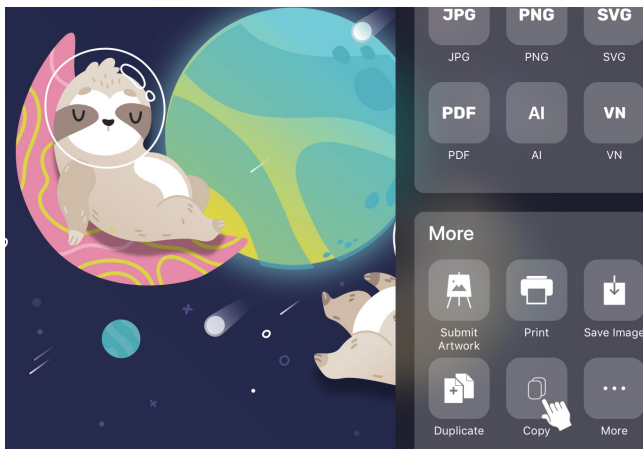 JPG PNG SVG
JPG PNG SVG
PDF AI VN
PDF AI VN
More
Submit Artwork Print Save Image
Duplicate Copy More